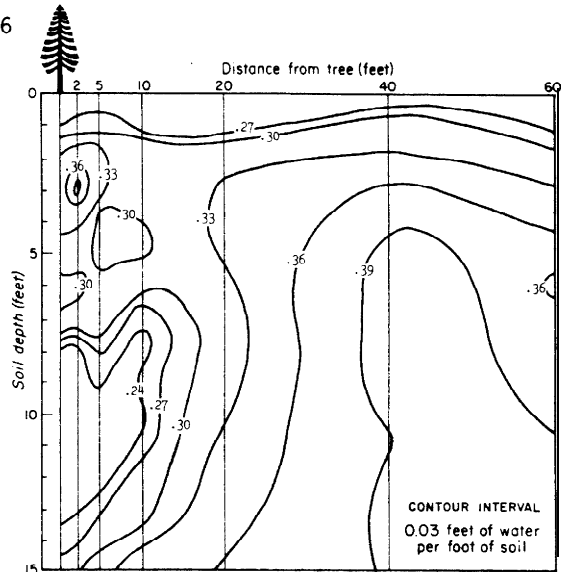 6
Distance from tree (feet)
0 2 5 10 20 40 60
Soil depth (feet)
5
10
15
.27
.30
.36
.33
.30
.33
.36
.39
.30
.36
.24
.27
.30
CONTOUR INTERVAL
0.03 feet of water
per foot of soil